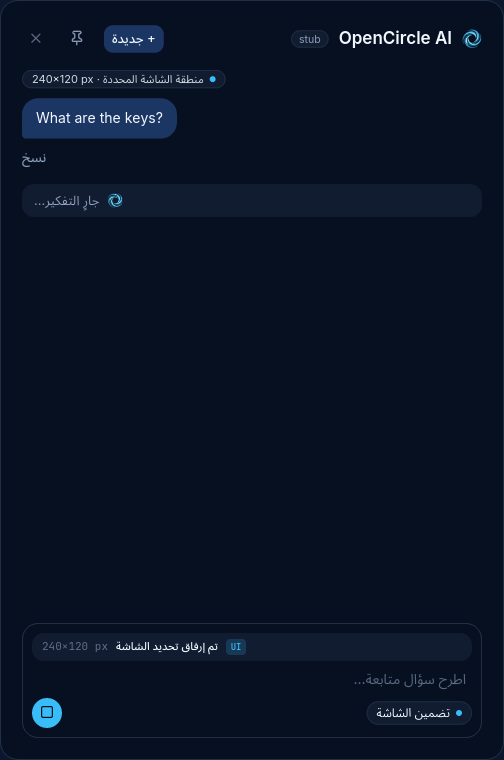 OpenCircle AI
stub
+ جديدة
منطقة الشاشة المحددة · 240×120 px
What are the keys?
نسخ
جارٍ التفكير...
UI تم إرفاق تحديد الشاشة 240×120 px
اطرح سؤال متابعة...
تضمين الشاشة